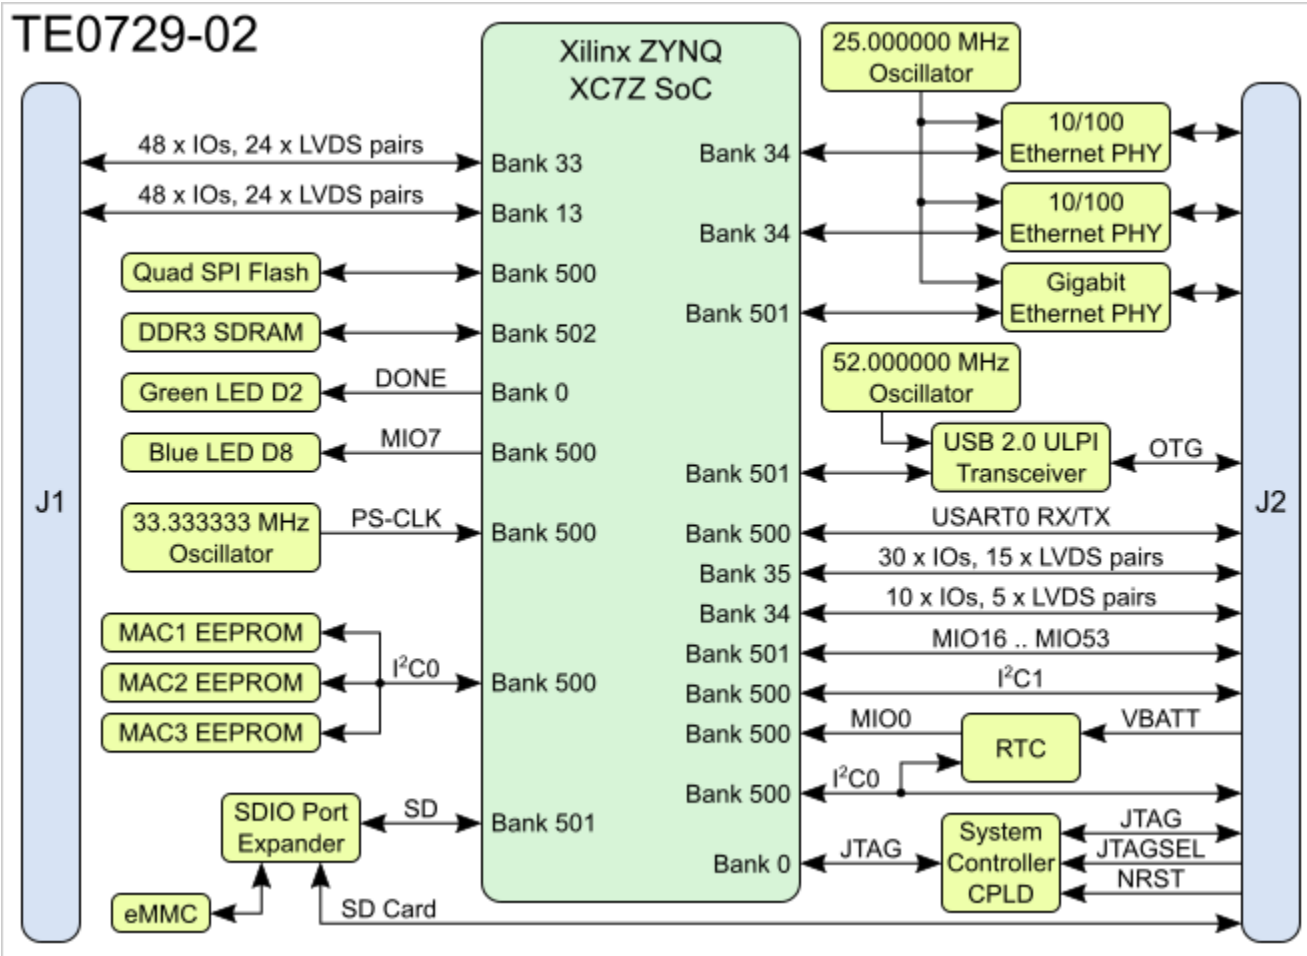 TE0729-02
Xilinx ZYNQ
XC7Z SoC
J1
48 x IOs, 24 x LVDS pairs
Bank 33
48 x IOs, 24 x LVDS pairs
Bank 13
Quad SPI Flash
Bank 500
DDR3 SDRAM
Bank 502
Green LED D2
DONE
Bank 0
Blue LED D8
MIO7
Bank 500
33.333333 MHz
Oscillator
PS-CLK
Bank 500
MAC1 EEPROM
MAC2 EEPROM
MAC3 EEPROM
I²C0
Bank 500
SDIO Port
Expander
SD
Bank 501
eMMC
SD Card
25.000000 MHz
Oscillator
Bank 34
10/100
Ethernet PHY
Bank 34
10/100
Ethernet PHY
Bank 501
Gigabit
Ethernet PHY
52.000000 MHz
Oscillator
Bank 501
USB 2.0 ULPI
Transceiver
OTG
Bank 500
USART0 RX/TX
Bank 35
30 x IOs, 15 x LVDS pairs
Bank 34
10 x IOs, 5 x LVDS pairs
Bank 501
MIO16 .. MIO53
Bank 500
I²C1
Bank 500
MIO0
RTC
VBATT
Bank 500
I²C0
Bank 0
JTAG
System
Controller
CPLD
JTAG
JTAGSEL
NRST
J2